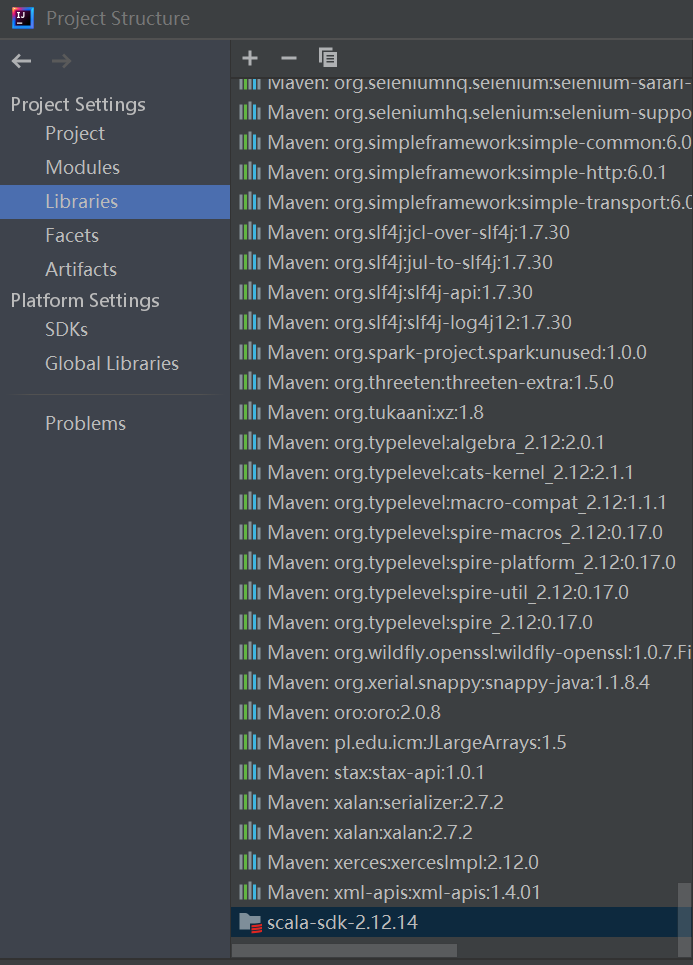 IJ
Project Structure
Project Settings
Project
Modules
Libraries
Facets
Artifacts
Platform Settings
SDKs
Global Libraries
Problems
Maven: org.seleniumhq.selenium:selenium-safari-
Maven: org.seleniumhq.selenium:selenium-suppo
Maven: org.simpleframework:simple-common:6.0
Maven: org.simpleframework:simple-http:6.0.1
Maven: org.simpleframework:simple-transport:6.0
Maven: org.slf4j:jcl-over-slf4j:1.7.30
Maven: org.slf4j:jul-to-slf4j:1.7.30
Maven: org.slf4j:slf4j-api:1.7.30
Maven: org.slf4j:slf4j-log4j12:1.7.30
Maven: org.spark-project.spark:unused:1.0.0
Maven: org.threeten:threeten-extra:1.5.0
Maven: org.tukaani:xz:1.8
Maven: org.typelevel:algebra_2.12:2.0.1
Maven: org.typelevel:cats-kernel_2.12:2.1.1
Maven: org.typelevel:macro-compat_2.12:1.1.1
Maven: org.typelevel:spire-macros_2.12:0.17.0
Maven: org.typelevel:spire-platform_2.12:0.17.0
Maven: org.typelevel:spire-util_2.12:0.17.0
Maven: org.typelevel:spire_2.12:0.17.0
Maven: org.wildfly.openssl:wildfly-openssl:1.0.7.Fi
Maven: org.xerial.snappy:snappy-java:1.1.8.4
Maven: oro:oro:2.0.8
Maven: pl.edu.icm:JLargeArrays:1.5
Maven: stax:stax-api:1.0.1
Maven: xalan:serializer:2.7.2
Maven: xalan:xalan:2.7.2
Maven: xerces:xercesImpl:2.12.0
Maven: xml-apis:xml-apis:1.4.01
scala-sdk-2.12.14